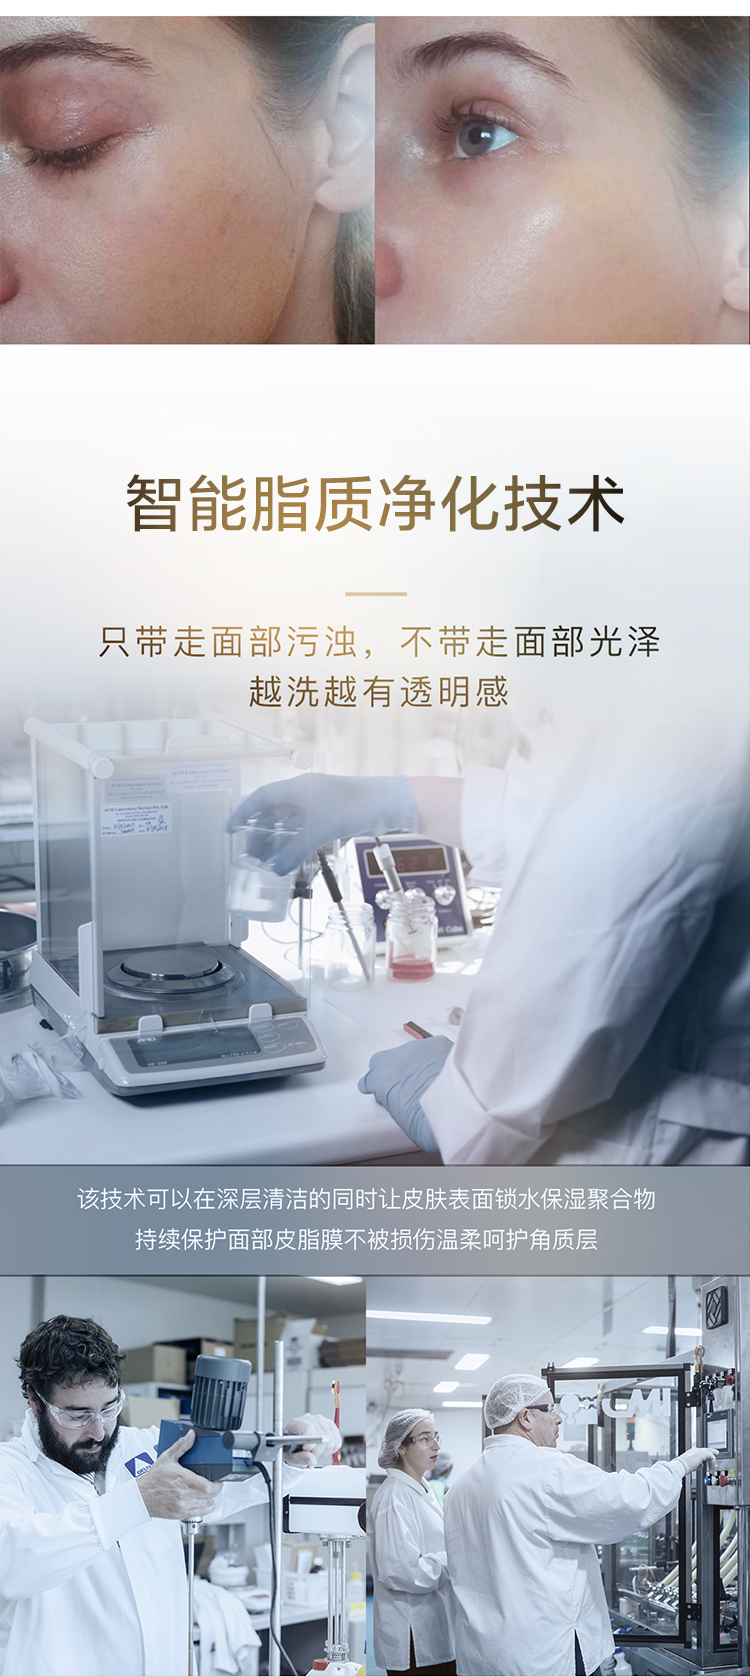 智能脂质净化技术
只带走面部污浊，不带走面部光泽
越洗越有透明感
该技术可以在深层清洁的同时让皮肤表面锁水保湿聚合物
持续保护面部皮脂膜不被损伤温柔呵护角质层